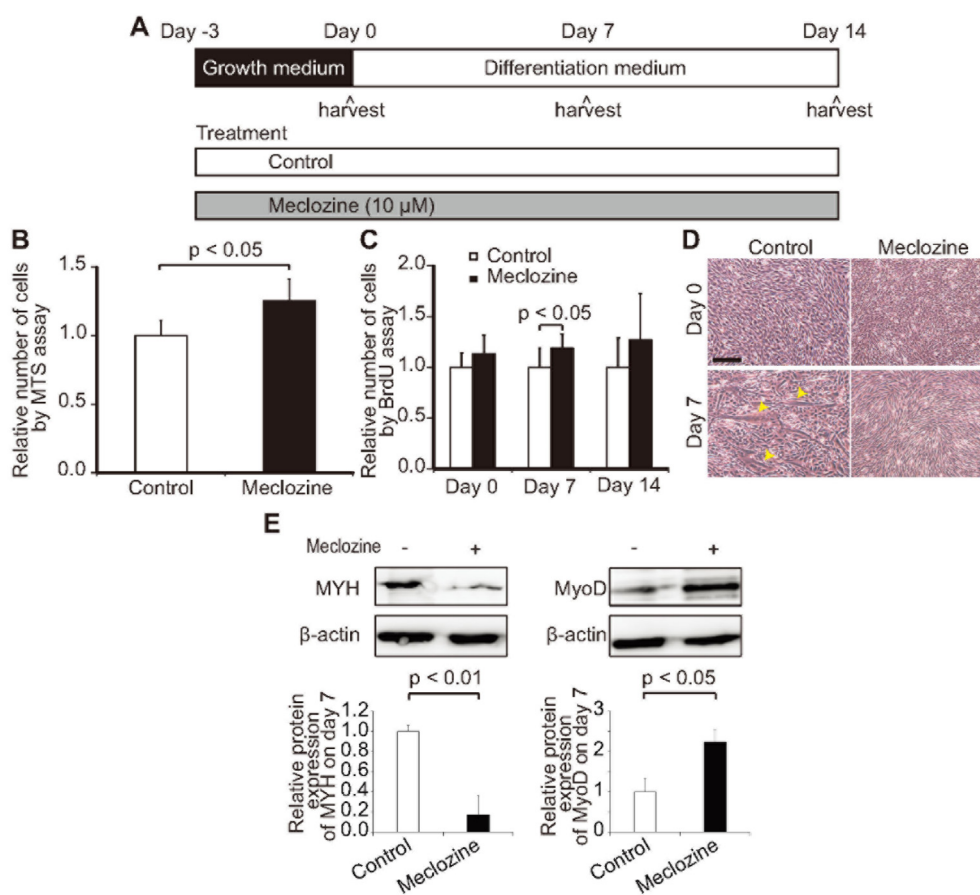 A
Day -3 Day 0 Day 7 Day 14
Growth medium Differentiation medium
harvest harvest harvest
Treatment
Control
Meclozine (10 µM)
B
p < 0.05
Relative number of cells
by MTS assay
1.5
1.0
0.5
0.0
Control Meclozine
C
Control
Meclozine
p < 0.05
Relative number of cells
by BrdU assay
2.0
1.5
1.0
0.5
0.0
Day 0 Day 7 Day 14
D
Control Meclozine
Day 0
Day 7
E
Meclozine - +
MYH
β-actin
p < 0.01
Relative protein
expression
of MYH on day 7
1.2
1.0
0.8
0.6
0.4
0.2
0.0
Control
Meclozine
- +
MyoD
β-actin
p < 0.05
Relative protein
expression
of MyoD on day 7
3
2
1
0
Control
Meclozine